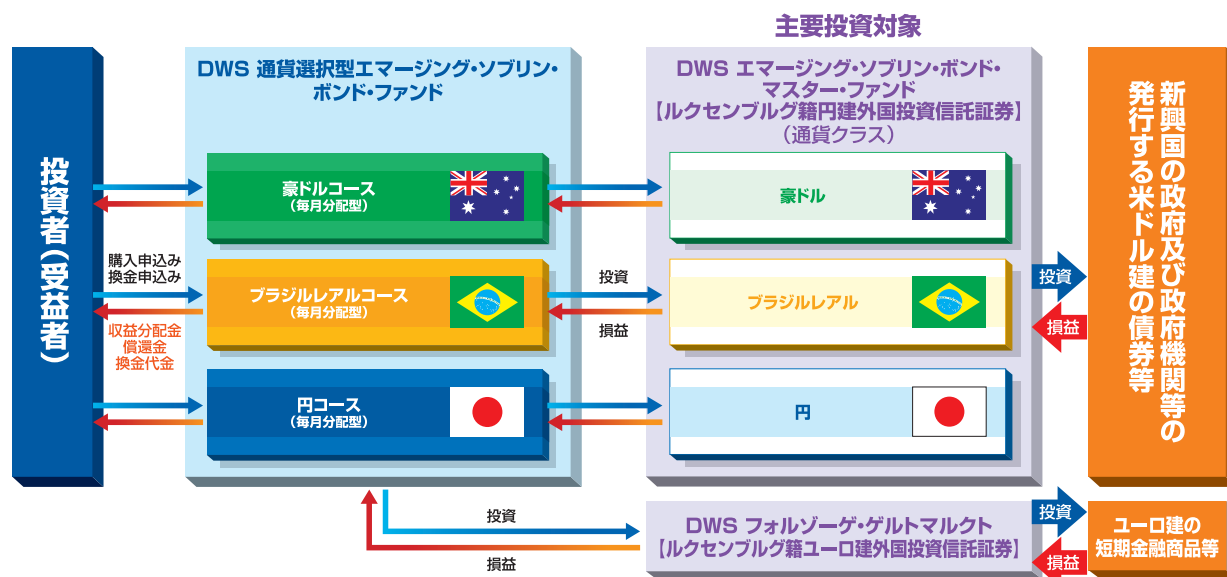 主要投資対象
投資者(受益者)
DWS 通貨選択型エマージング・ソブリン・
ボンド・ファンド
豪ドルコース
(毎月分配型)
購入申込み
換金申込み
収益分配金
償還金
換金代金
ブラジルレアルコース
(毎月分配型)
円コース
(毎月分配型)
投資
損益
DWS エマージング・ソブリン・ボンド・
マスター・ファンド
【ルクセンブルグ籍円建外国投資信託証券】
(通貨クラス)
豪ドル
ブラジルレアル
円
投資
損益
新興国の政府及び政府機関等の
発行する米ドル建の債券等
投資
損益
DWS フォルゾーゲ・ゲルトマルクト
【ルクセンブルグ籍ユーロ建外国投資信託証券】
投資
損益
ユーロ建の
短期金融商品等